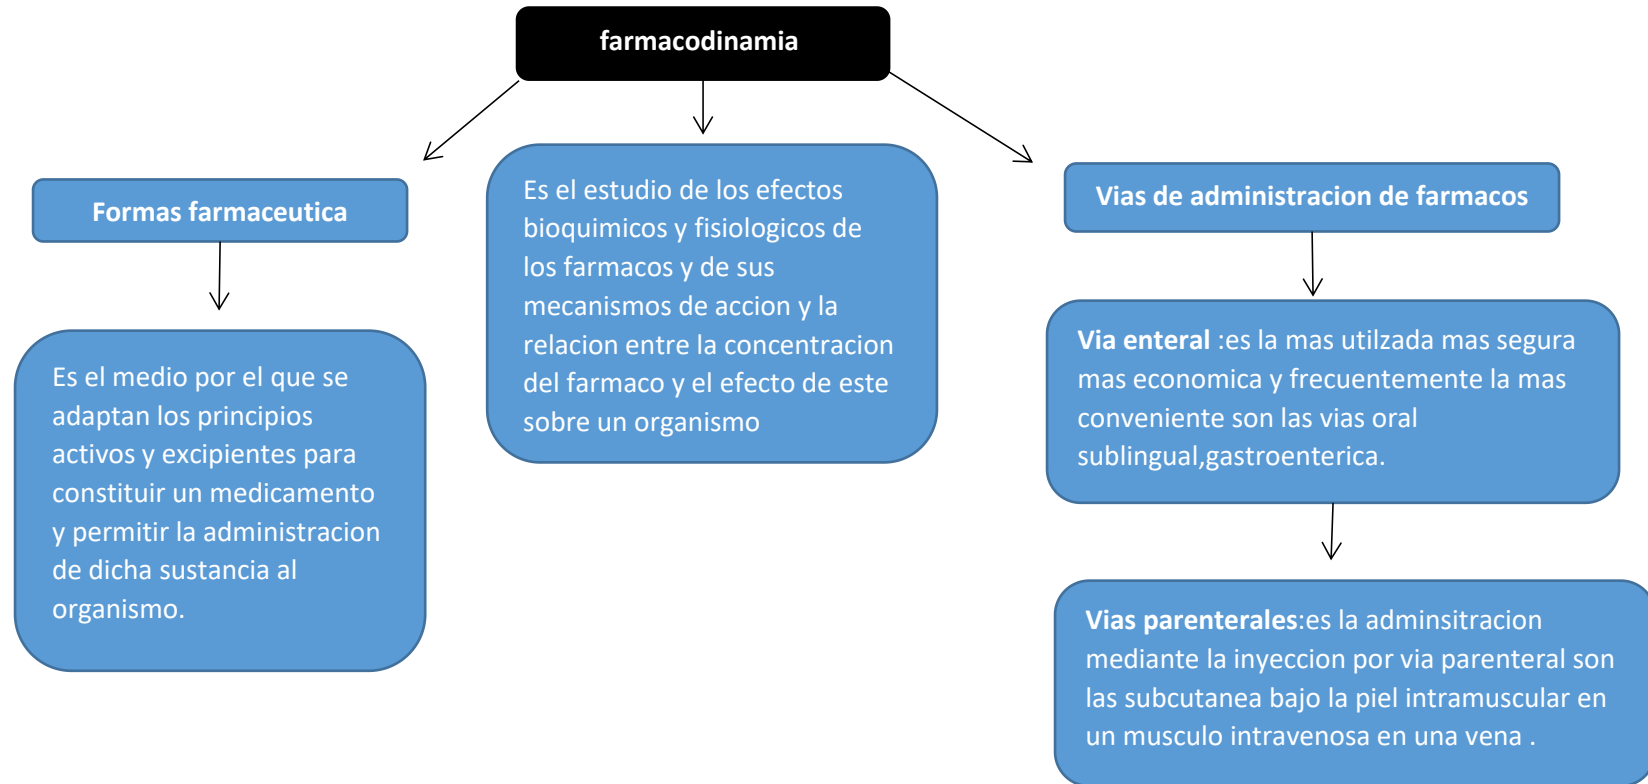 farmacodinamia
Formas farmaceutica
Es el medio por el que se
adaptan los principios
activos y excipientes para
constituir un medicamento
y permitir la administracion
de dicha sustancia al
organismo.
Es el estudio de los efectos
bioquimicos y fisiologicos de
los farmacos y de sus
mecanismos de accion y la
relacion entre la concentracion
del farmaco y el efecto de este
sobre un organismo
Vias de administracion de farmacos
Via enteral :es la mas utilzada mas segura
mas economica y frecuentemente la mas
conveniente son las vias oral
sublingual,gastroenterica.
Vias parenterales:es la adminsitracion
mediante la inyeccion por via parenteral son
las subcutanea bajo la piel intramuscular en
un musculo intravenosa en una vena .